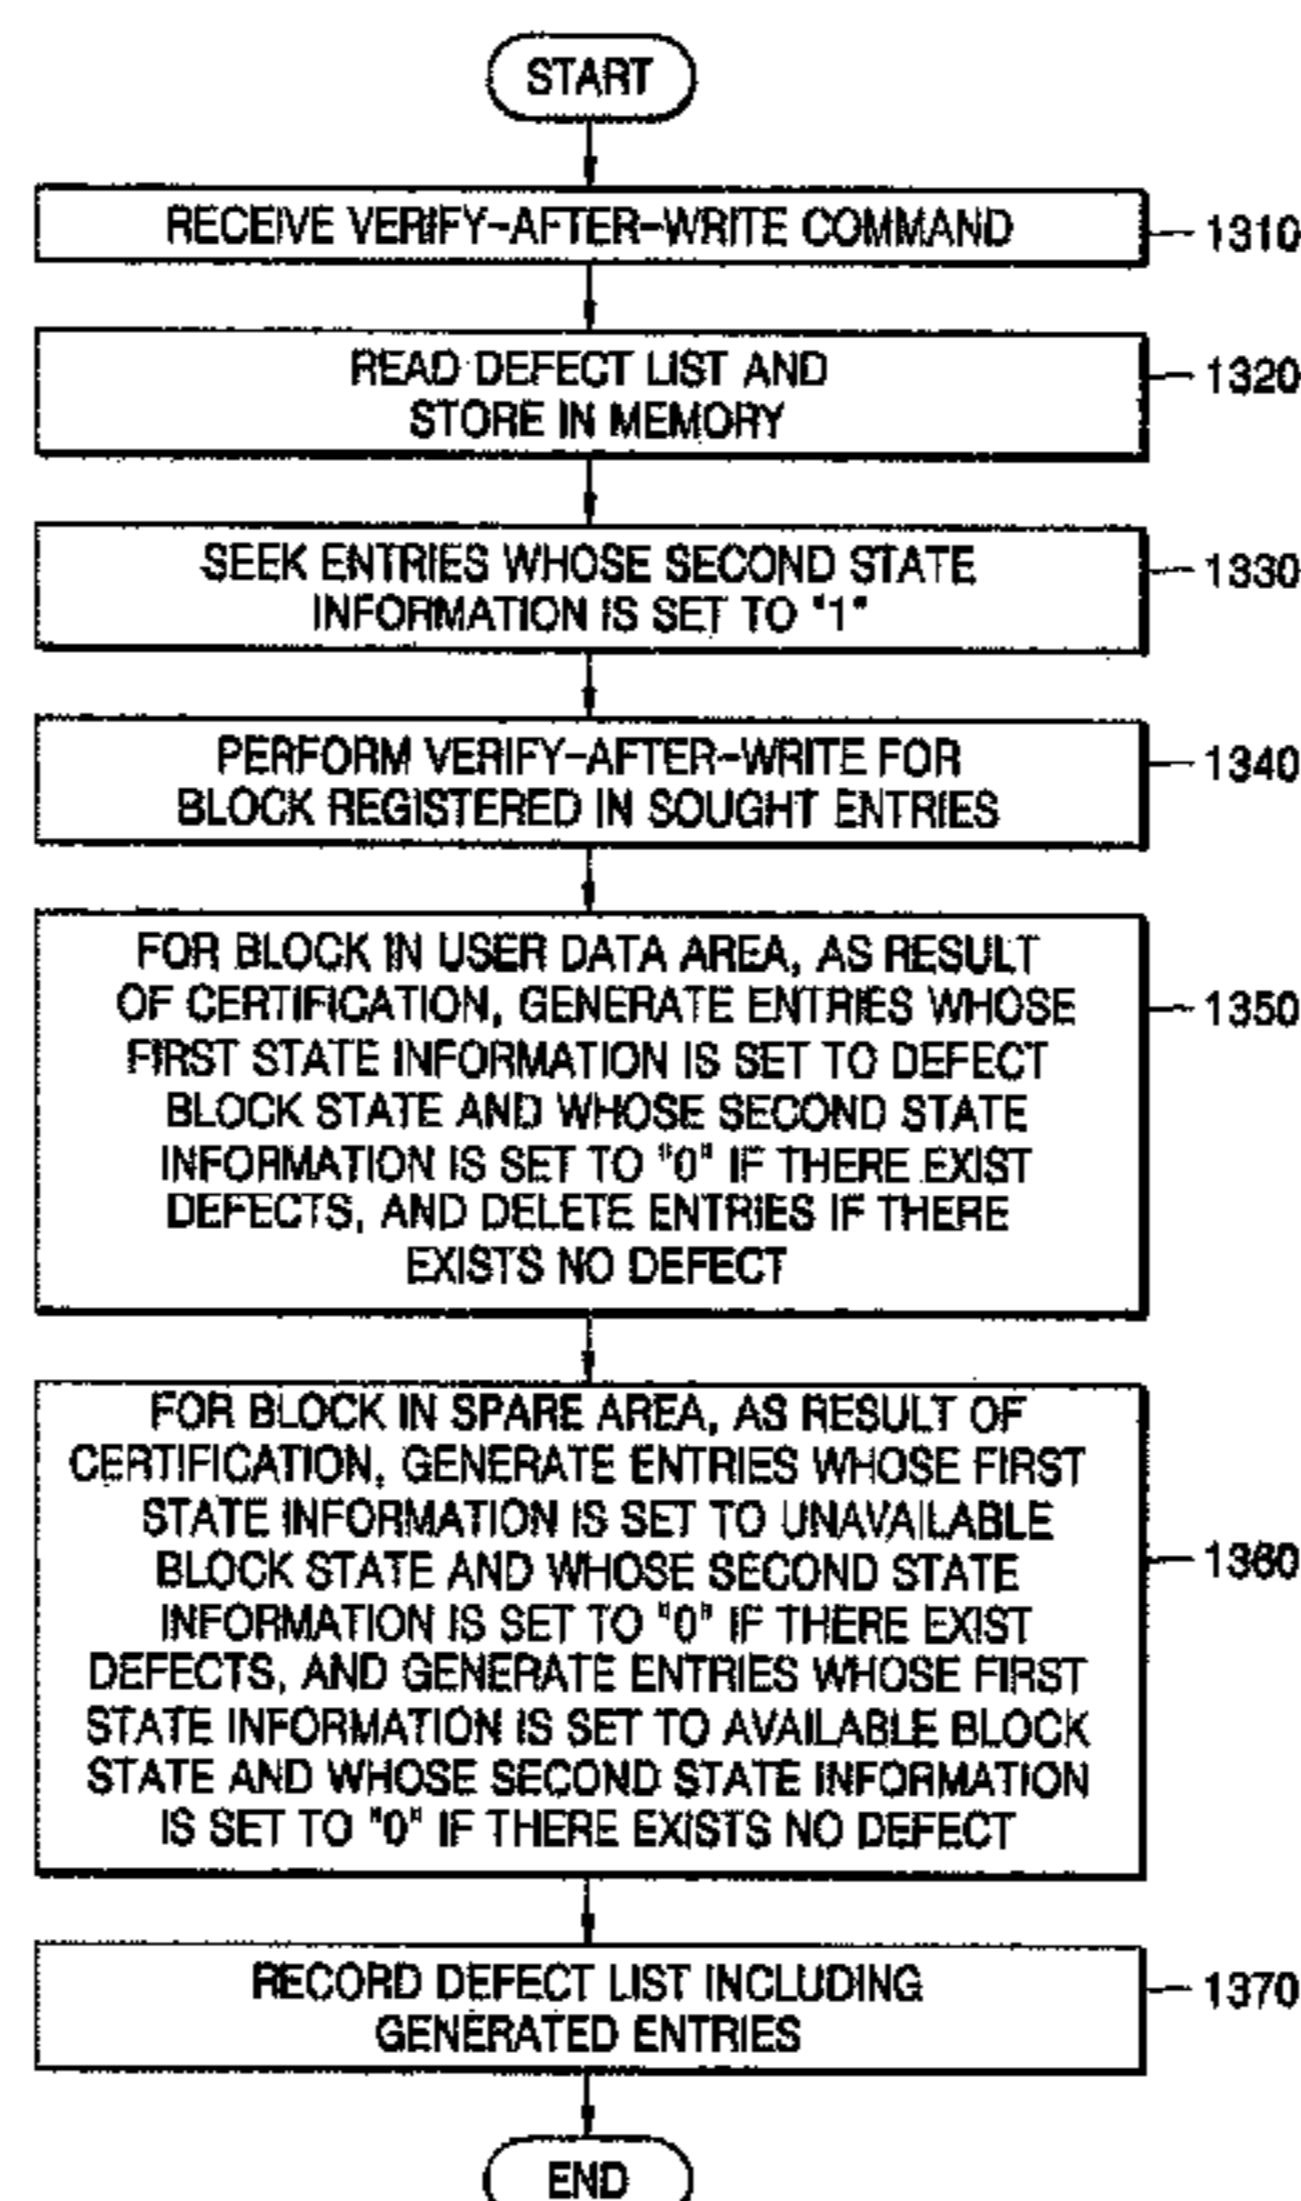 START
RECEIVE VERIFY-AFTER-WRITE COMMAND
1310
READ DEFECT LIST AND
STORE IN MEMORY
1320
SEEK ENTRIES WHOSE SECOND STATE
INFORMATION IS SET TO "1"
1330
PERFORM VERIFY-AFTER-WRITE FOR
BLOCK REGISTERED IN SOUGHT ENTRIES
1340
FOR BLOCK IN USER DATA AREA, AS RESULT
OF CERTIFICATION, GENERATE ENTRIES WHOSE
FIRST STATE INFORMATION IS SET TO DEFECT
BLOCK STATE AND WHOSE SECOND STATE
INFORMATION IS SET TO "0" IF THERE EXIST
DEFECTS, AND DELETE ENTRIES IF THERE
EXISTS NO DEFECT
1350
FOR BLOCK IN SPARE AREA, AS RESULT OF
CERTIFICATION, GENERATE ENTRIES WHOSE FIRST
STATE INFORMATION IS SET TO UNAVAILABLE
BLOCK STATE AND WHOSE SECOND STATE
INFORMATION IS SET TO "0" IF THERE EXIST
DEFECTS, AND GENERATE ENTRIES WHOSE FIRST
STATE INFORMATION IS SET TO AVAILABLE BLOCK
STATE AND WHOSE SECOND STATE INFORMATION
IS SET TO "0" IF THERE EXISTS NO DEFECT
1360
RECORD DEFECT LIST INCLUDING
GENERATED ENTRIES
1370
END